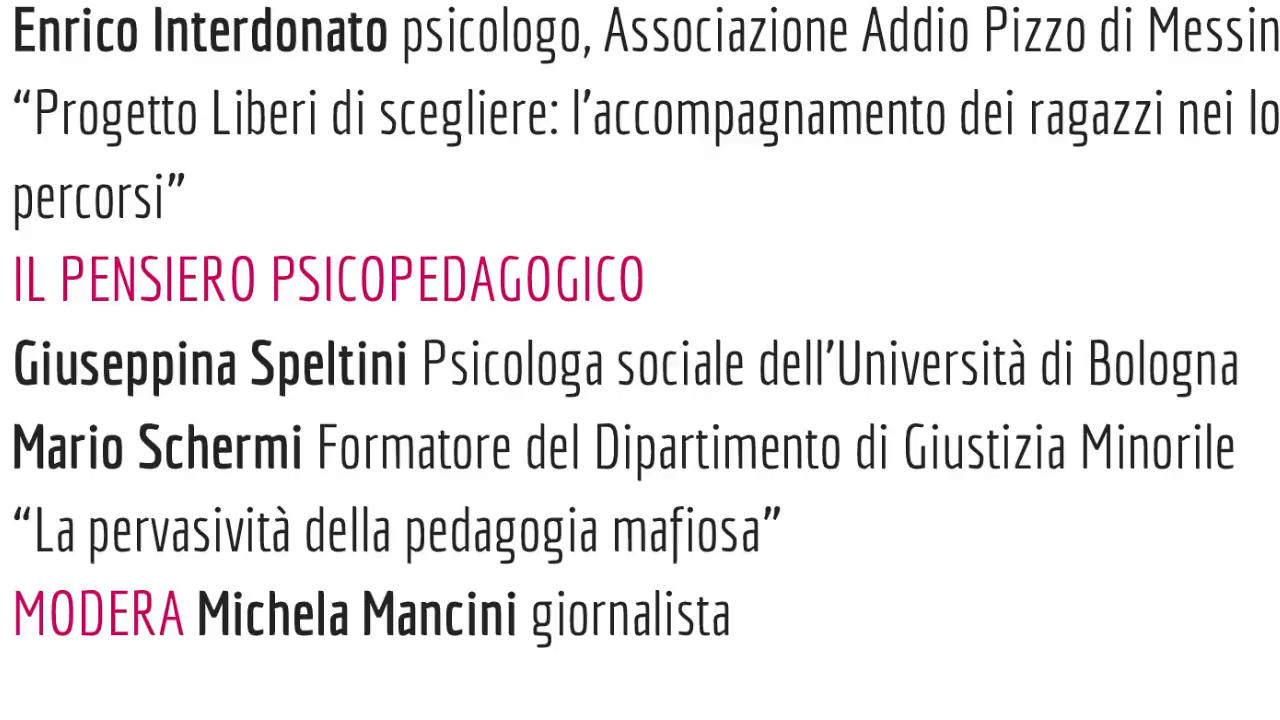 Enrico Interdonato psicologo, Associazione Addio Pizzo di Messin
“Progetto Liberi di scegliere: l’accompagnamento dei ragazzi nei lo
percorsi”
IL PENSIERO PSICOPEDAGOGICO
Giuseppina Speltini Psicologa sociale dell’Università di Bologna
Mario Schermi Formatore del Dipartimento di Giustizia Minorile
“La pervasività della pedagogia mafiosa”
MODERA Michela Mancini giornalista